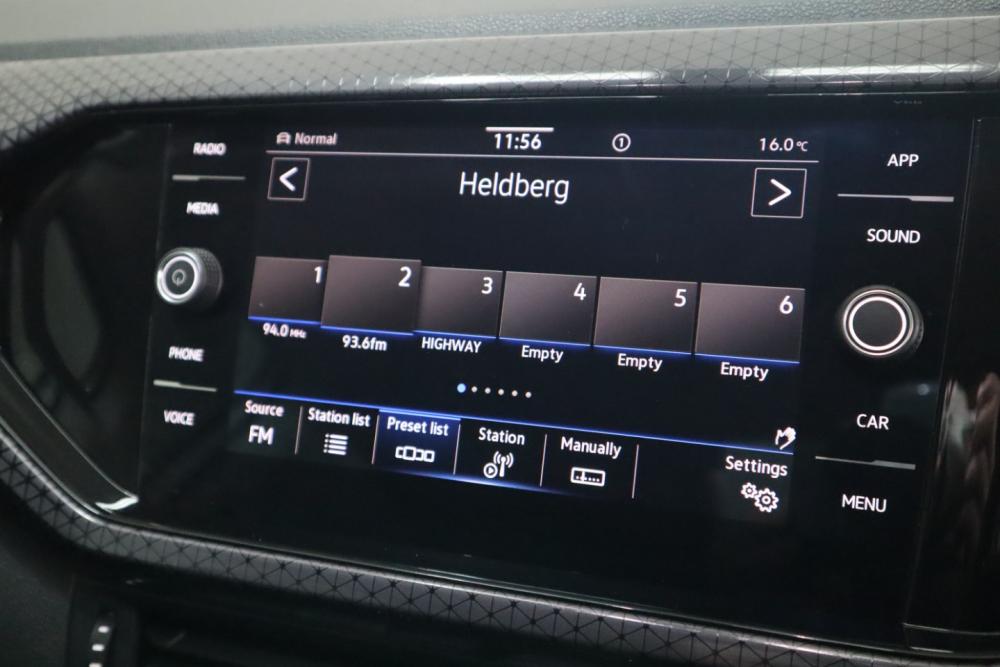 RADIO
MEDIA
PHONE
VOICE
Normal
11:56
1
16.0 °C
<
Heldberg
>
1
2
3
4
5
6
94.0 MHz
93.6fm
HIGHWAY
Empty
Empty
Empty
Source
FM
Station list
Preset list
Station
Manually
Settings
APP
SOUND
CAR
MENU